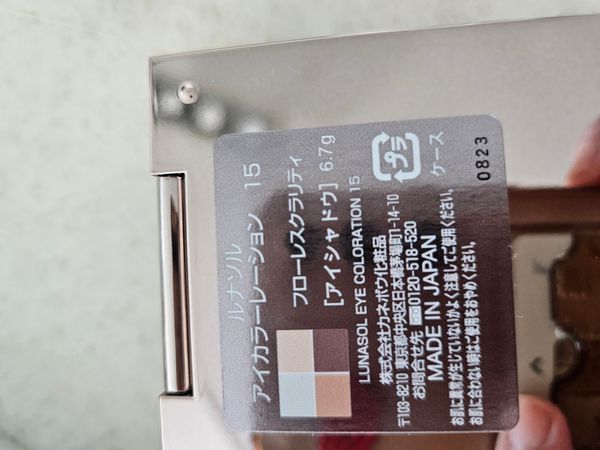 ルナソル
アイカラーレーション 15
フローレスクラリティ
［アイシャドウ］ 6.7g
プラ
ケース
LUNASOL EYE COLORATION 15
株式会社カネボウ化粧品
〒103-8210 東京都中央区日本橋茅場町1-14-10
お問合せ先 0120-518-520
MADE IN JAPAN
お肌に異常が生じていないかよく注意してご使用ください。
お肌に合わない時はご使用をおやめください。
0823